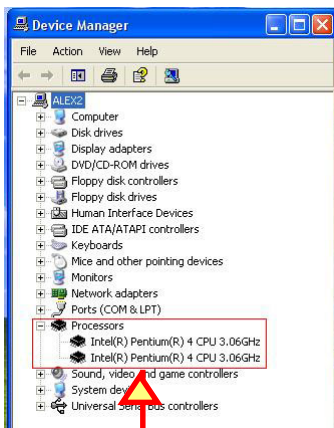 Device Manager
File Action View Help
ALEX2
Computer
Disk drives
Display adapters
DVD/CD-ROM drives
Floppy disk controllers
Floppy disk drives
Human Interface Devices
IDE ATA/ATAPI controllers
Keyboards
Mice and other pointing devices
Monitors
Network adapters
Ports (COM & LPT)
Processors
Intel(R) Pentium(R) 4 CPU 3.06GHz
Intel(R) Pentium(R) 4 CPU 3.06GHz
Sound, video and game controllers
System
Universal Bus controllers